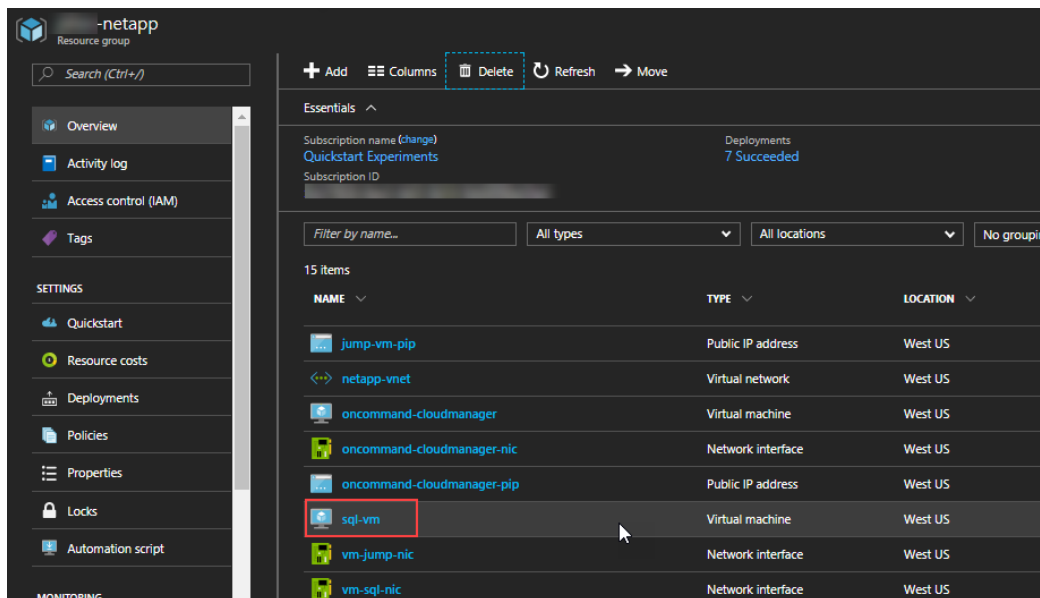 -netapp
Resource group
Search (Ctrl+/)
Overview
Activity log
Access control (IAM)
Tags
SETTINGS
Quickstart
Resource costs
Deployments
Policies
Properties
Locks
Automation script
MONITORING
Add Columns Delete Refresh Move
Essentials
Subscription name (change) Deployments
Quickstart Experiments 7 Succeeded
Subscription ID
Filter by name... All types All locations No groupin
15 items
NAME TYPE LOCATION
jump-vm-pip Public IP address West US
netapp-vnet Virtual network West US
oncommand-cloudmanager Virtual machine West US
oncommand-cloudmanager-nic Network interface West US
oncommand-cloudmanager-pip Public IP address West US
sql-vm Virtual machine West US
vm-jump-nic Network interface West US
vm-sql-nic Network interface West US